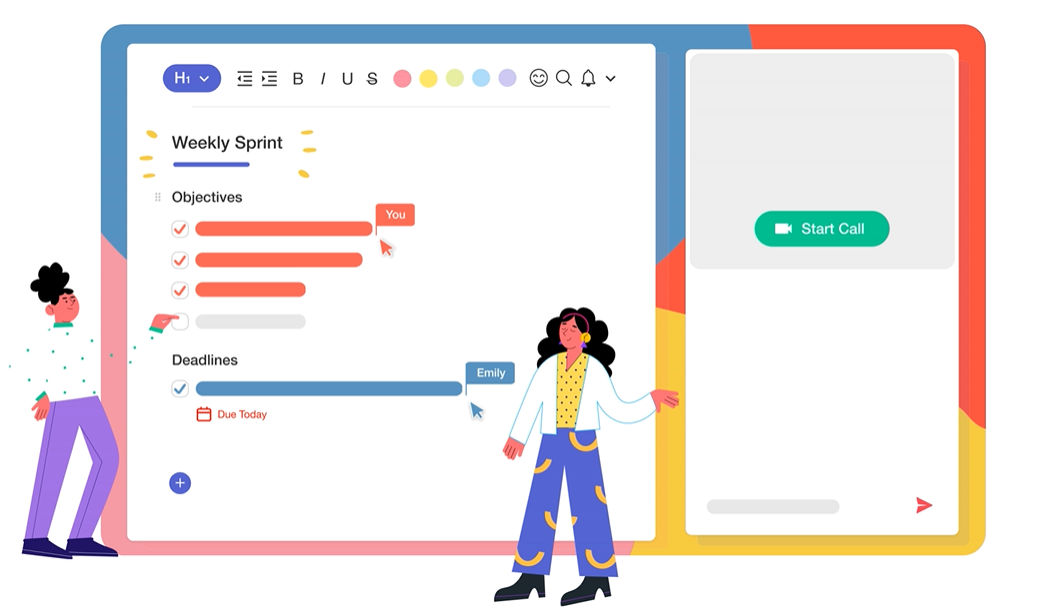 H1 B I U S
Weekly Sprint
Objectives
You
Deadlines
Emily
Due Today
Start Call